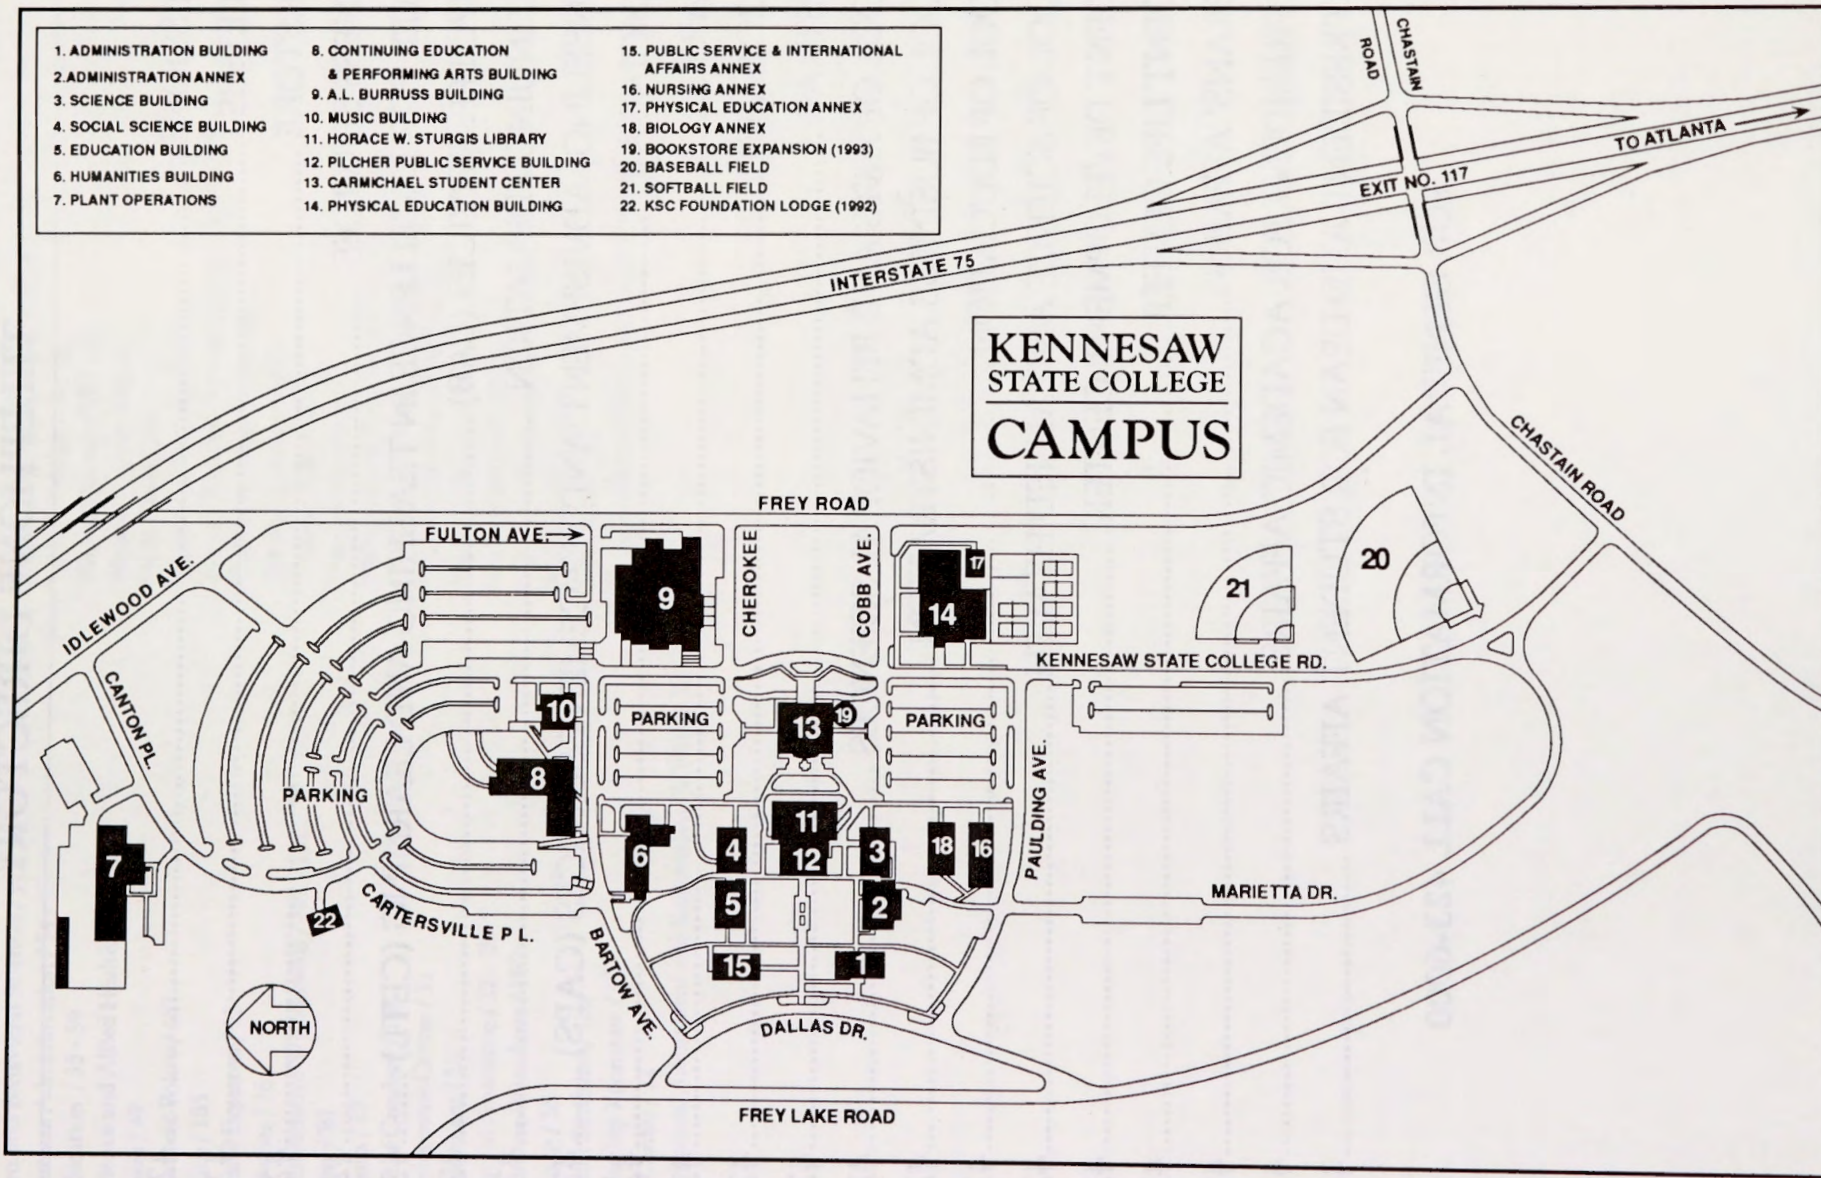 1. ADMINISTRATION BUILDING
2.ADMINISTRATION ANNEX
3. SCIENCE BUILDING
4. SOCIAL SCIENCE BUILDING
5. EDUCATION BUILDING
6. HUMANITIES BUILDING
7. PLANT OPERATIONS
8. CONTINUING EDUCATION
& PERFORMING ARTS BUILDING
9. A.L. BURRUSS BUILDING
10. MUSIC BUILDING
11. HORACE W. STURGIS LIBRARY
12. PILCHER PUBLIC SERVICE BUILDING
13. CARMICHAEL STUDENT CENTER
14. PHYSICAL EDUCATION BUILDING
15. PUBLIC SERVICE & INTERNATIONAL
AFFAIRS ANNEX
16. NURSING ANNEX
17. PHYSICAL EDUCATION ANNEX
18. BIOLOGY ANNEX
19. BOOKSTORE EXPANSION (1993)
20. BASEBALL FIELD
21. SOFTBALL FIELD
22. KSC FOUNDATION LODGE (1992)
CHASTAIN
ROAD
TO ATLANTA
EXIT NO. 117
INTERSTATE 75
KENNESAW
STATE COLLEGE
CAMPUS
CHASTAIN ROAD
FREY ROAD
FULTON AVE.
IDLEWOOD AVE.
CHEROKEE
COBB AVE.
9
17
14
21
20
KENNESAW STATE COLLEGE RD.
CANTON PL.
10
PARKING
13
19
PARKING
PAULDING AVE.
8
PARKING
11
12
7
6
4
3
18
16
5
2
MARIETTA DR.
22
CARTERSVILLE PL.
BARTOW AVE.
15
1
NORTH
DALLAS DR.
FREY LAKE ROAD